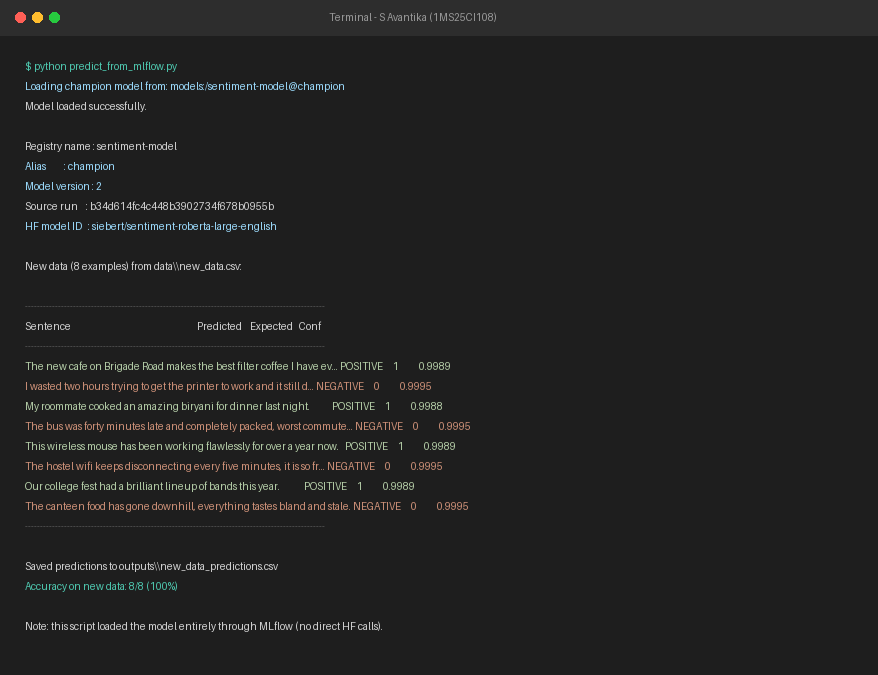 Terminal - S Avantika (1MS25CI108)
$ python predict_from_mlflow.py
Loading champion model from: models:/sentiment-model@champion
Model loaded successfully.
Registry name : sentiment-model
Alias : champion
Model version : 2
Source run : b34d614fc4c448b3902734f678b0955b
HF model ID : siebert/sentiment-roberta-large-english
New data (8 examples) from data\\new_data.csv:
Sentence Predicted Expected Conf
The new cafe on Brigade Road makes the best filter coffee I have ev... POSITIVE 1 0.9989
I wasted two hours trying to get the printer to work and it still d... NEGATIVE 0 0.9995
My roommate cooked an amazing biryani for dinner last night. POSITIVE 1 0.9988
The bus was forty minutes late and completely packed, worst commute... NEGATIVE 0 0.9995
This wireless mouse has been working flawlessly for over a year now. POSITIVE 1 0.9989
The hostel wifi keeps disconnecting every five minutes, it is so fr... NEGATIVE 0 0.9995
Our college fest had a brilliant lineup of bands this year. POSITIVE 1 0.9989
The canteen food has gone downhill, everything tastes bland and stale. NEGATIVE 0 0.9995
Saved predictions to outputs\\new_data_predictions.csv
Accuracy on new data: 8/8 (100%)
Note: this script loaded the model entirely through MLflow (no direct HF calls).